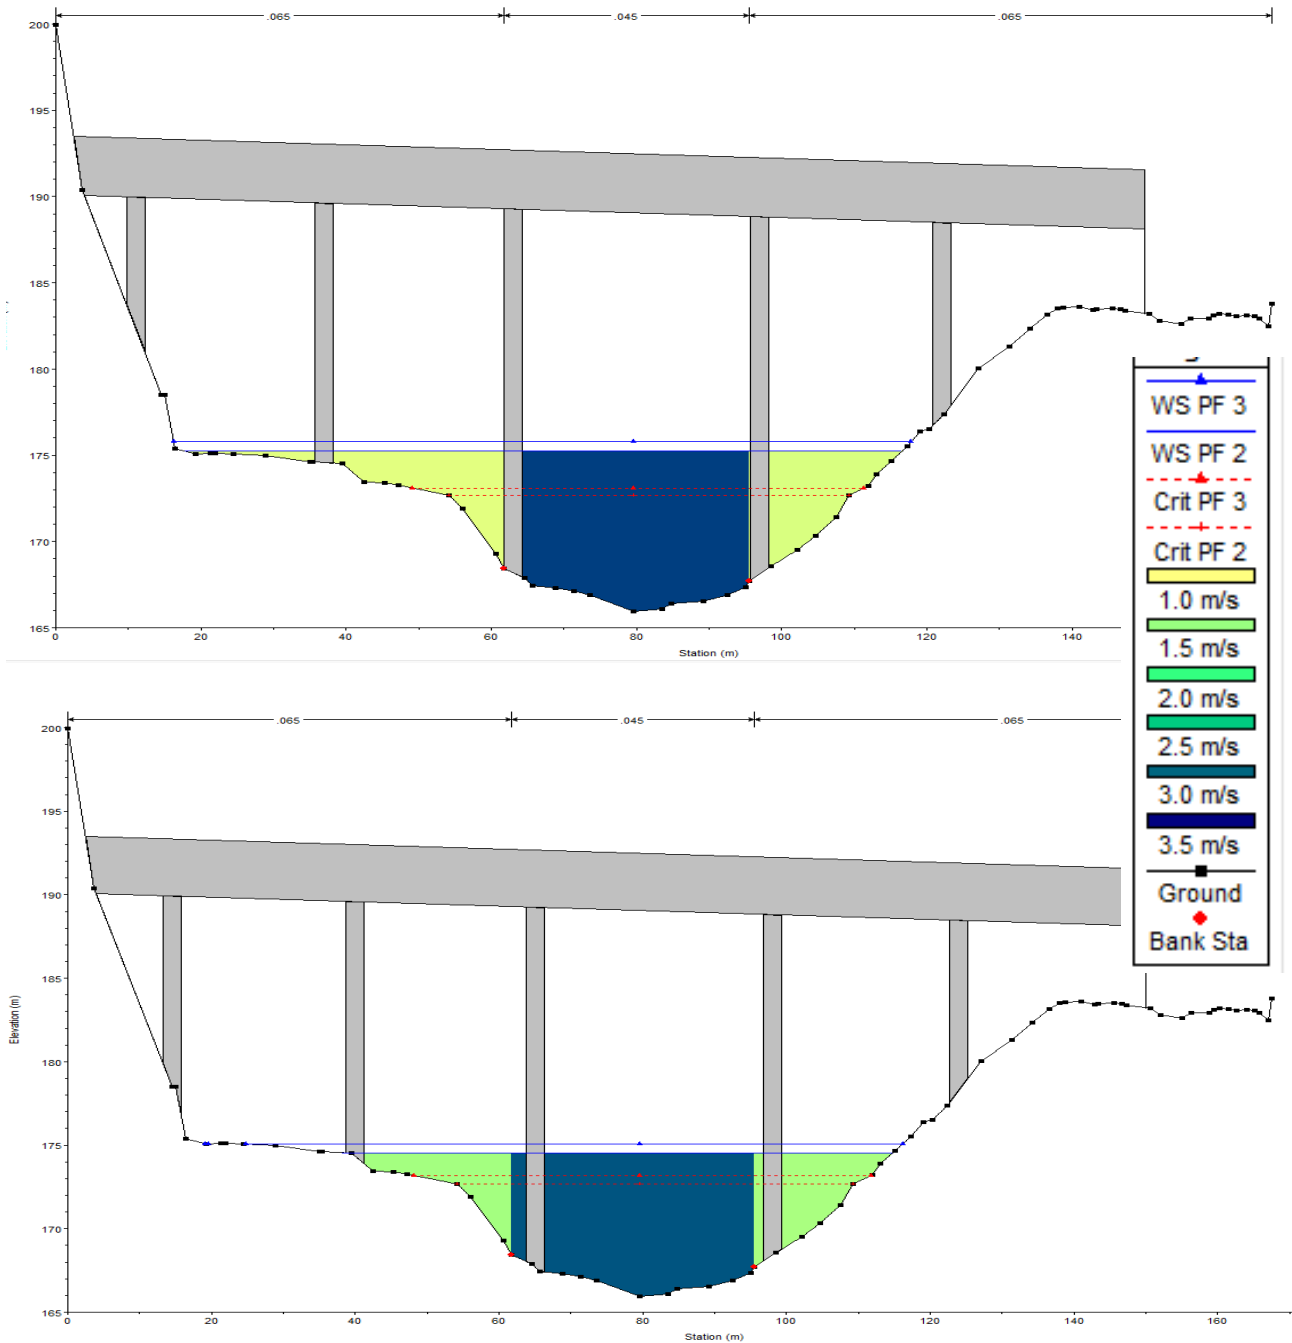 .065 .045 .065
200
195
190
185
180
175
170
165
0 20 40 60 80 100 120 140
Station (m)
WS PF 3
WS PF 2
Crit PF 3
Crit PF 2
1.0 m/s
1.5 m/s
2.0 m/s
2.5 m/s
3.0 m/s
3.5 m/s
Ground
Bank Sta
.065 .045 .065
200
195
190
185
180
175
170
165
Elevation (m)
0 20 40 60 80 100 120 140 160
Station (m)